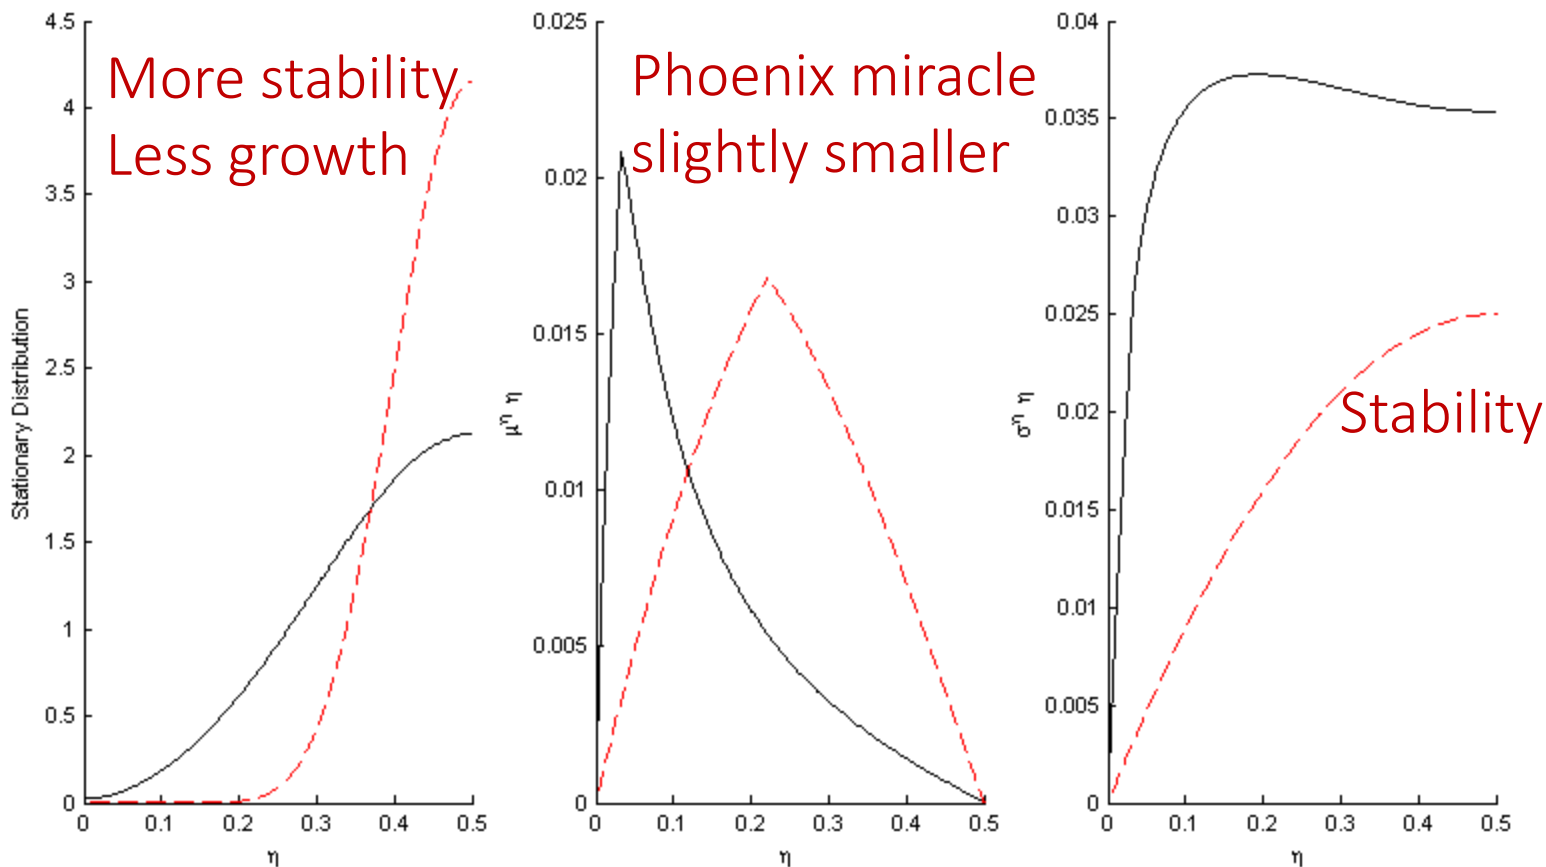 More stability
Less growth
Phoenix miracle
slightly smaller
Stability
Stationary Distribution
4.5
4
3.5
3
2.5
2
1.5
1
0.5
0
0 0.1 0.2 0.3 0.4 0.5
η
μ^η η
0.025
0.02
0.015
0.01
0.005
0
0 0.1 0.2 0.3 0.4 0.5
η
σ^η η
0.04
0.035
0.03
0.025
0.02
0.015
0.01
0.005
0
0 0.1 0.2 0.3 0.4 0.5
η